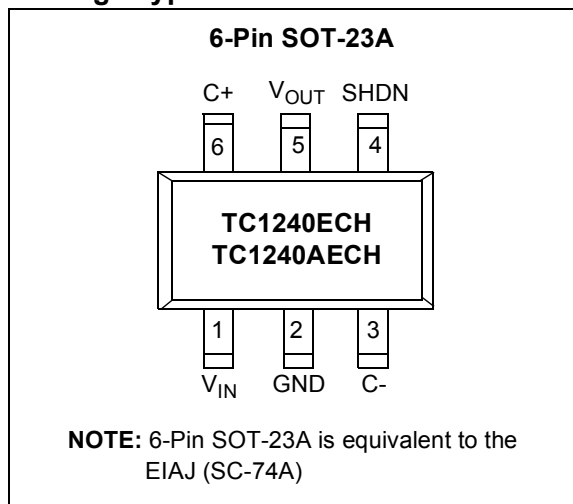 6-Pin SOT-23A
C+ VOUT SHDN
6 5 4
TC1240ECH
TC1240AECH
1 2 3
VIN GND C-
NOTE: 6-Pin SOT-23A is equivalent to the
EIAJ (SC-74A)